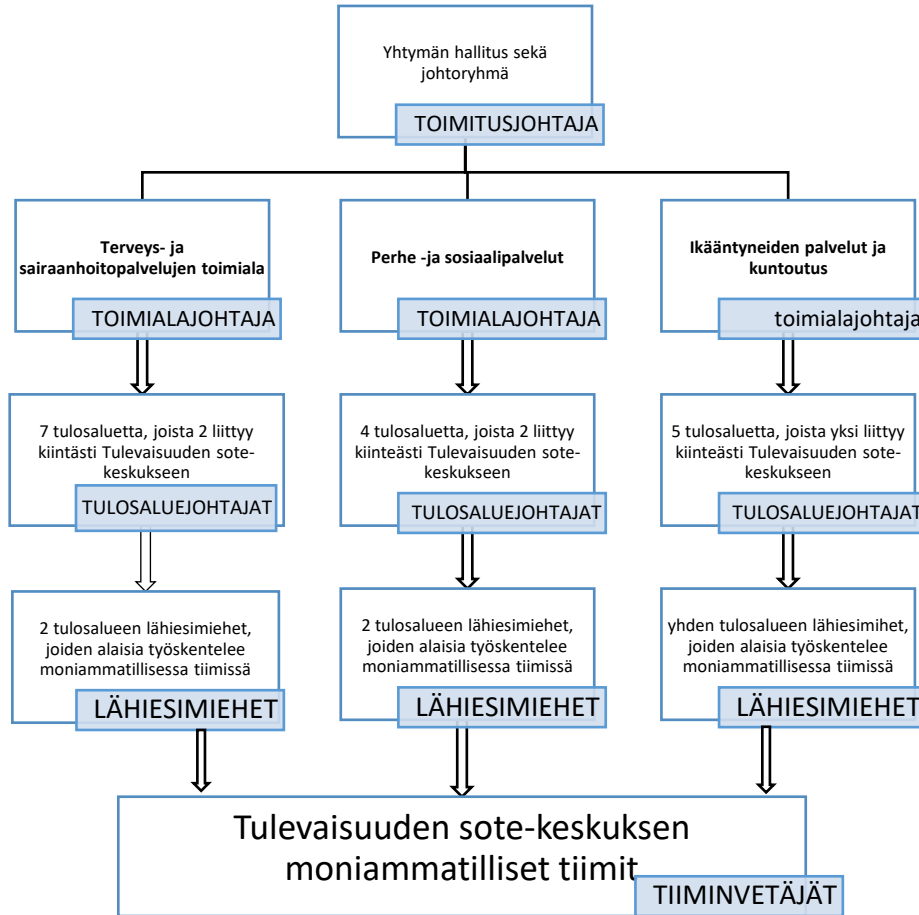 Yhtymän hallitus sekä
johtoryhmä
TOIMITUSJOHTAJA
Terveys- ja
sairaanhoitopalvelujen toimiala
TOIMIALAJOHTAJA
Perhe -ja sosiaalipalvelut
TOIMIALAJOHTAJA
Ikääntyneiden palvelut ja
kuntoutus
toimialajohtaja
7 tulosaluetta, joista 2 liittyy
kiintästi Tulevaisuuden sote-
keskukseen
TULOSALUEJOHTAJAT
4 tulosaluetta, joista 2 liittyy
kiinteästi Tulevaisuuden sote-
keskukseen
TULOSALUEJOHTAJAT
5 tulosaluetta, joista yksi liittyy
kiinteästi Tulevaisuuden sote-
keskukseen
TULOSALUEJOHTAJAT
2 tulosalueen lähiesimiehet,
joiden alaisia työskentelee
moniammatillisessa tiimissä
LÄHIESIMIEHET
2 tulosalueen lähiesimiehet,
joiden alaisia työskentelee
moniammatillisessa tiimissä
LÄHIESIMIEHET
yhden tulosalueen lähiesimihet,
joiden alaisia työskentelee
moniammatillisessa tiimissä
LÄHIESIMIEHET
Tulevaisuuden sote-keskuksen
moniammatilliset tiimit
TIIMINVETÄJÄT